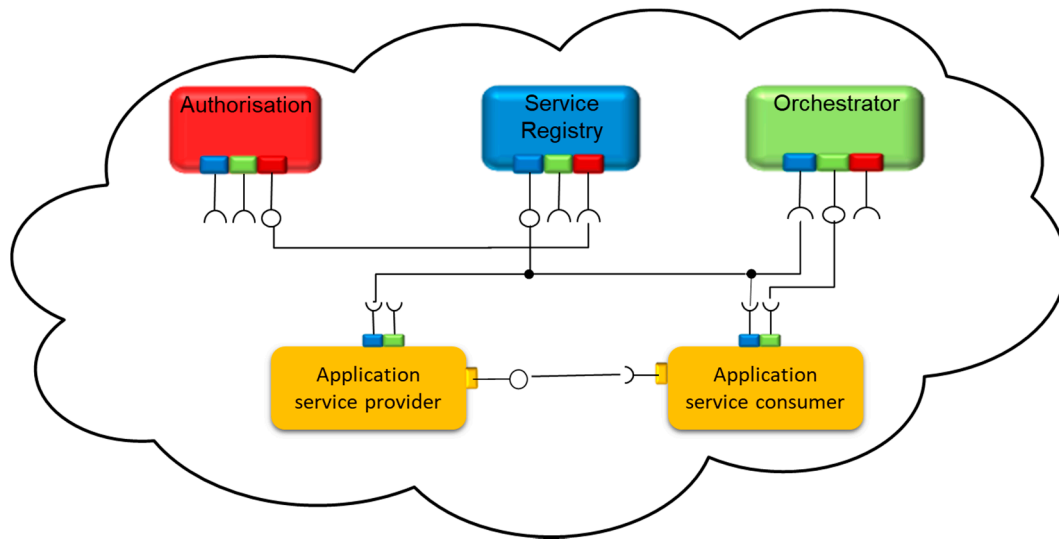 Authorisation
Service
Registry
Orchestrator
Application
service provider
Application
service consumer